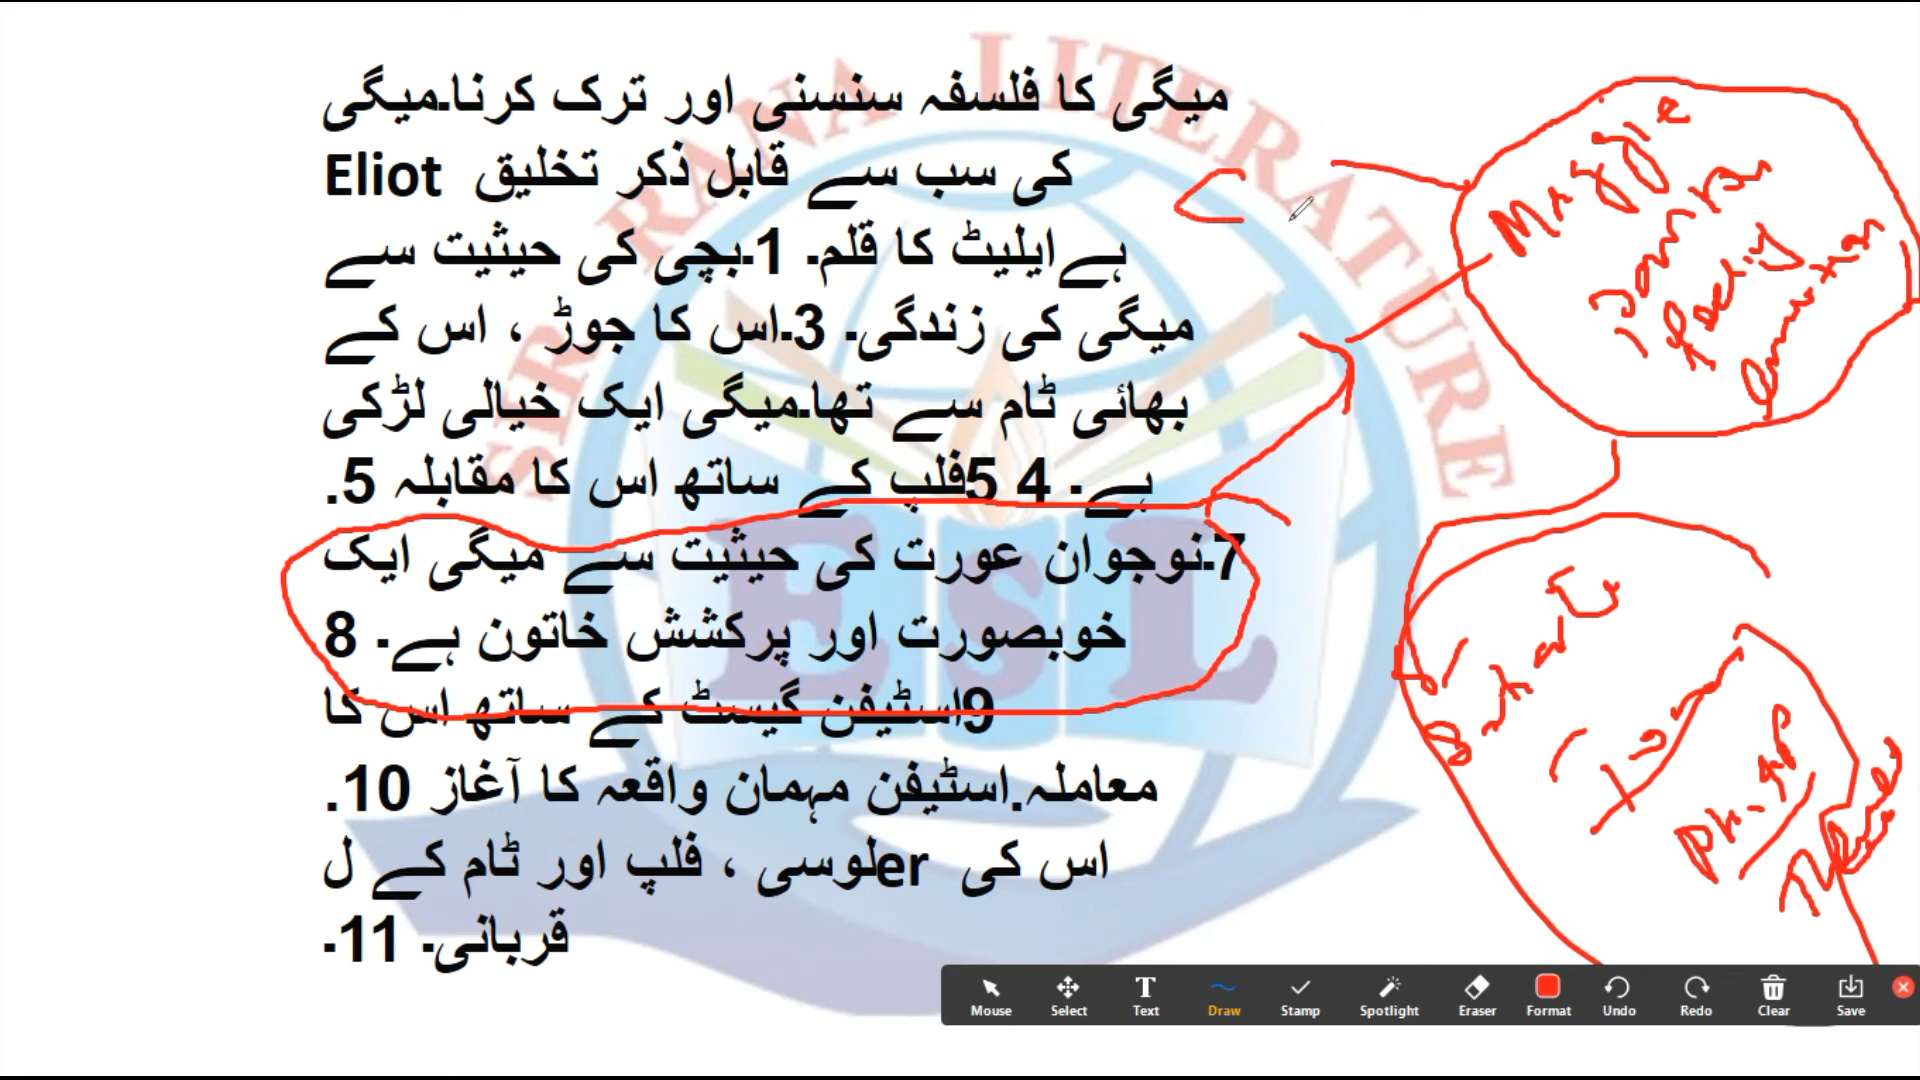 میگی کا فلسفہ سنسنی اور ترک کرنا۔میگی
Eliot کی سب سے قابل ذکر تخلیق
ہےایلیٹ کا قلم۔ 1۔بچی کی حیثیت سے
میگی کی زندگی۔ 3۔اس کا جوڑ ، اس کے
بھائی ٹام سے تھا۔میگی ایک خیالی لڑکی
ہے۔ 4 5فلپ کے ساتھ اس کا مقابلہ 5.
7۔نوجوان عورت کی حیثیت سے میگی ایک
خوبصورت اور پرکشش خاتون ہے۔ 8
9اسٹیفن گیسٹ کے ساتھ اس کا
معاملہ.اسٹیفن مہمان واقعہ کا آغاز 10.
اس کی erلوسی ، فلپ اور ٹام کے ل
قربانی۔ 11۔
SIR RANA LITERATURE
ESL
Maggie
Tom
Mouse
Select
Text
Draw
Stamp
Spotlight
Eraser
Format
Undo
Redo
Clear
Save